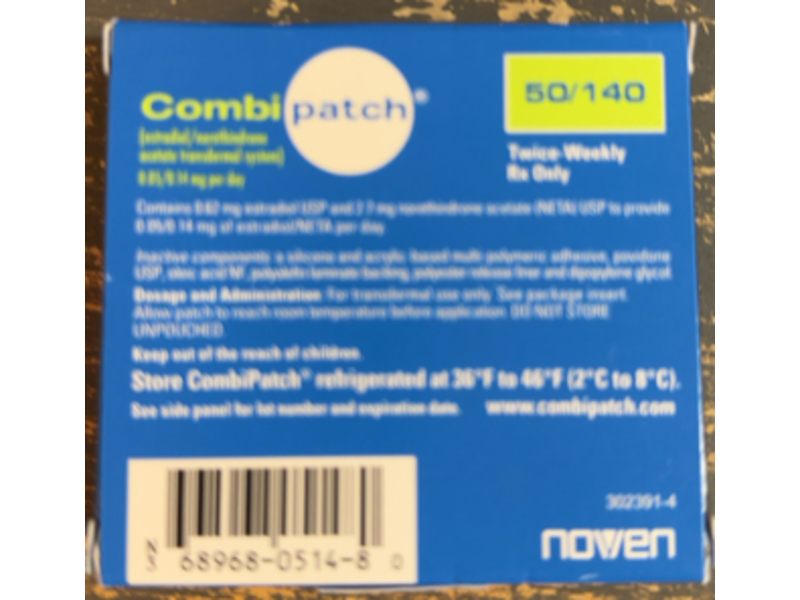 Combipatch®
50/140
(estradiol/norethindrone
acetate transdermal system)
0.05/0.14 mg per day
Twice-Weekly
Rx Only
Contains 0.62 mg estradiol USP and 2.7 mg norethindrone acetate (NETA) USP to provide
0.05/0.14 mg of estradiol/NETA per day
Inactive components: a silicone and acrylic based multi polymeric adhesive, povidone
USP, oleic acid NF, polyolefin laminate backing, polyester release liner and dipropylene glycol.
Dosage and Administration: For transdermal use only. See package insert.
Allow patch to reach room temperature before application. DO NOT STORE
UNPOUCHED.
Keep out of the reach of children.
Store CombiPatch® refrigerated at 36°F to 46°F (2°C to 8°C).
See side panel for lot number and expiration date.
www.combipatch.com
302391-4
N
3 68968-0514-8 0
noven